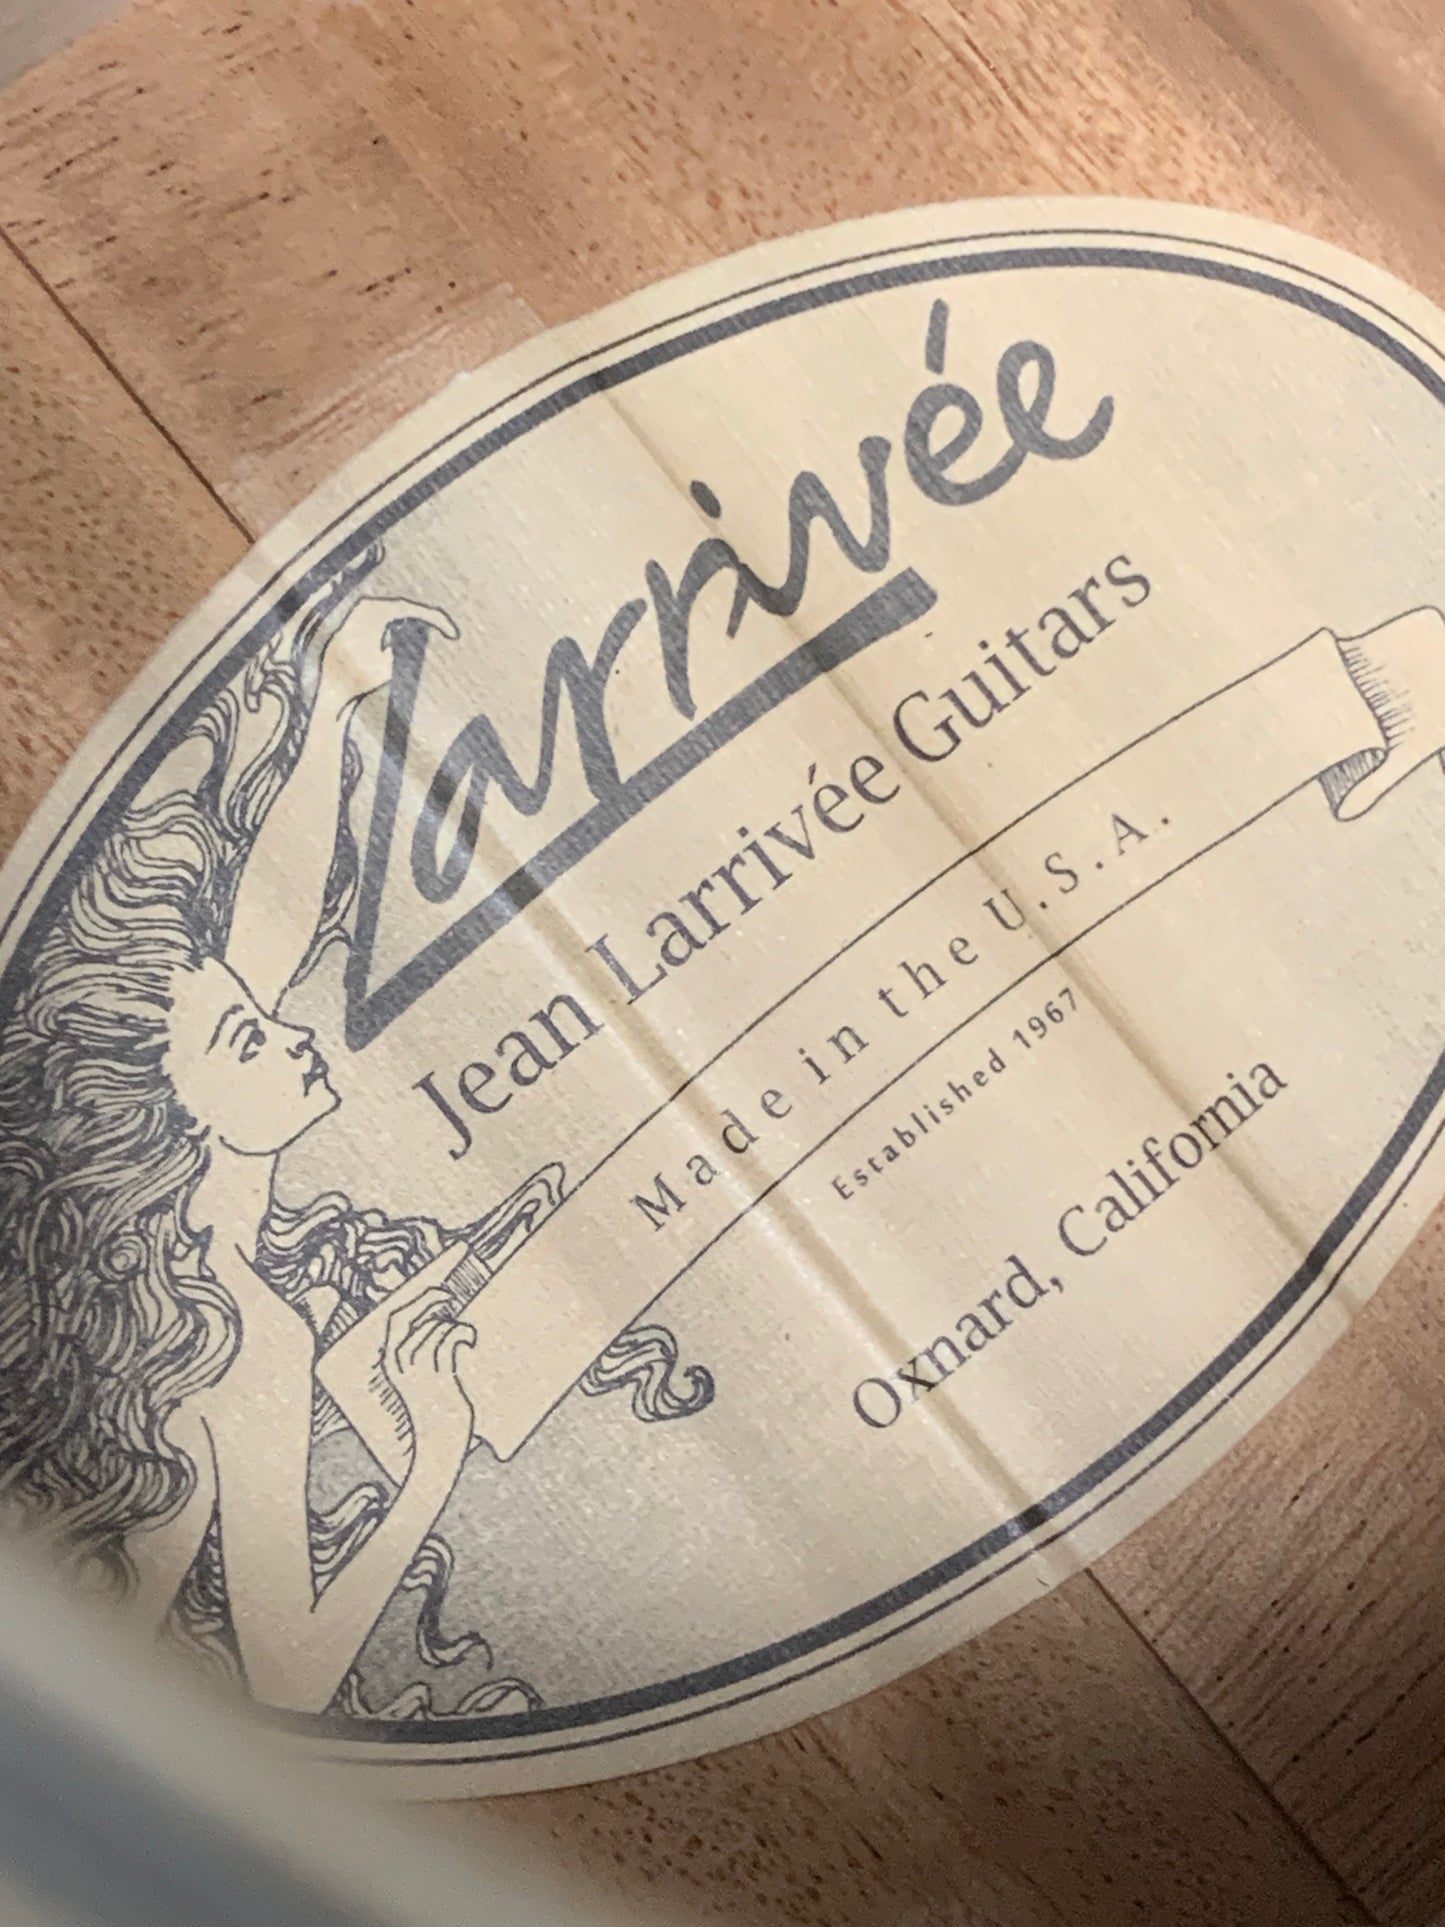 Larrivée
Jean Larrivée Guitars
Made in the U.S.A.
Established 1967
Oxnard, California